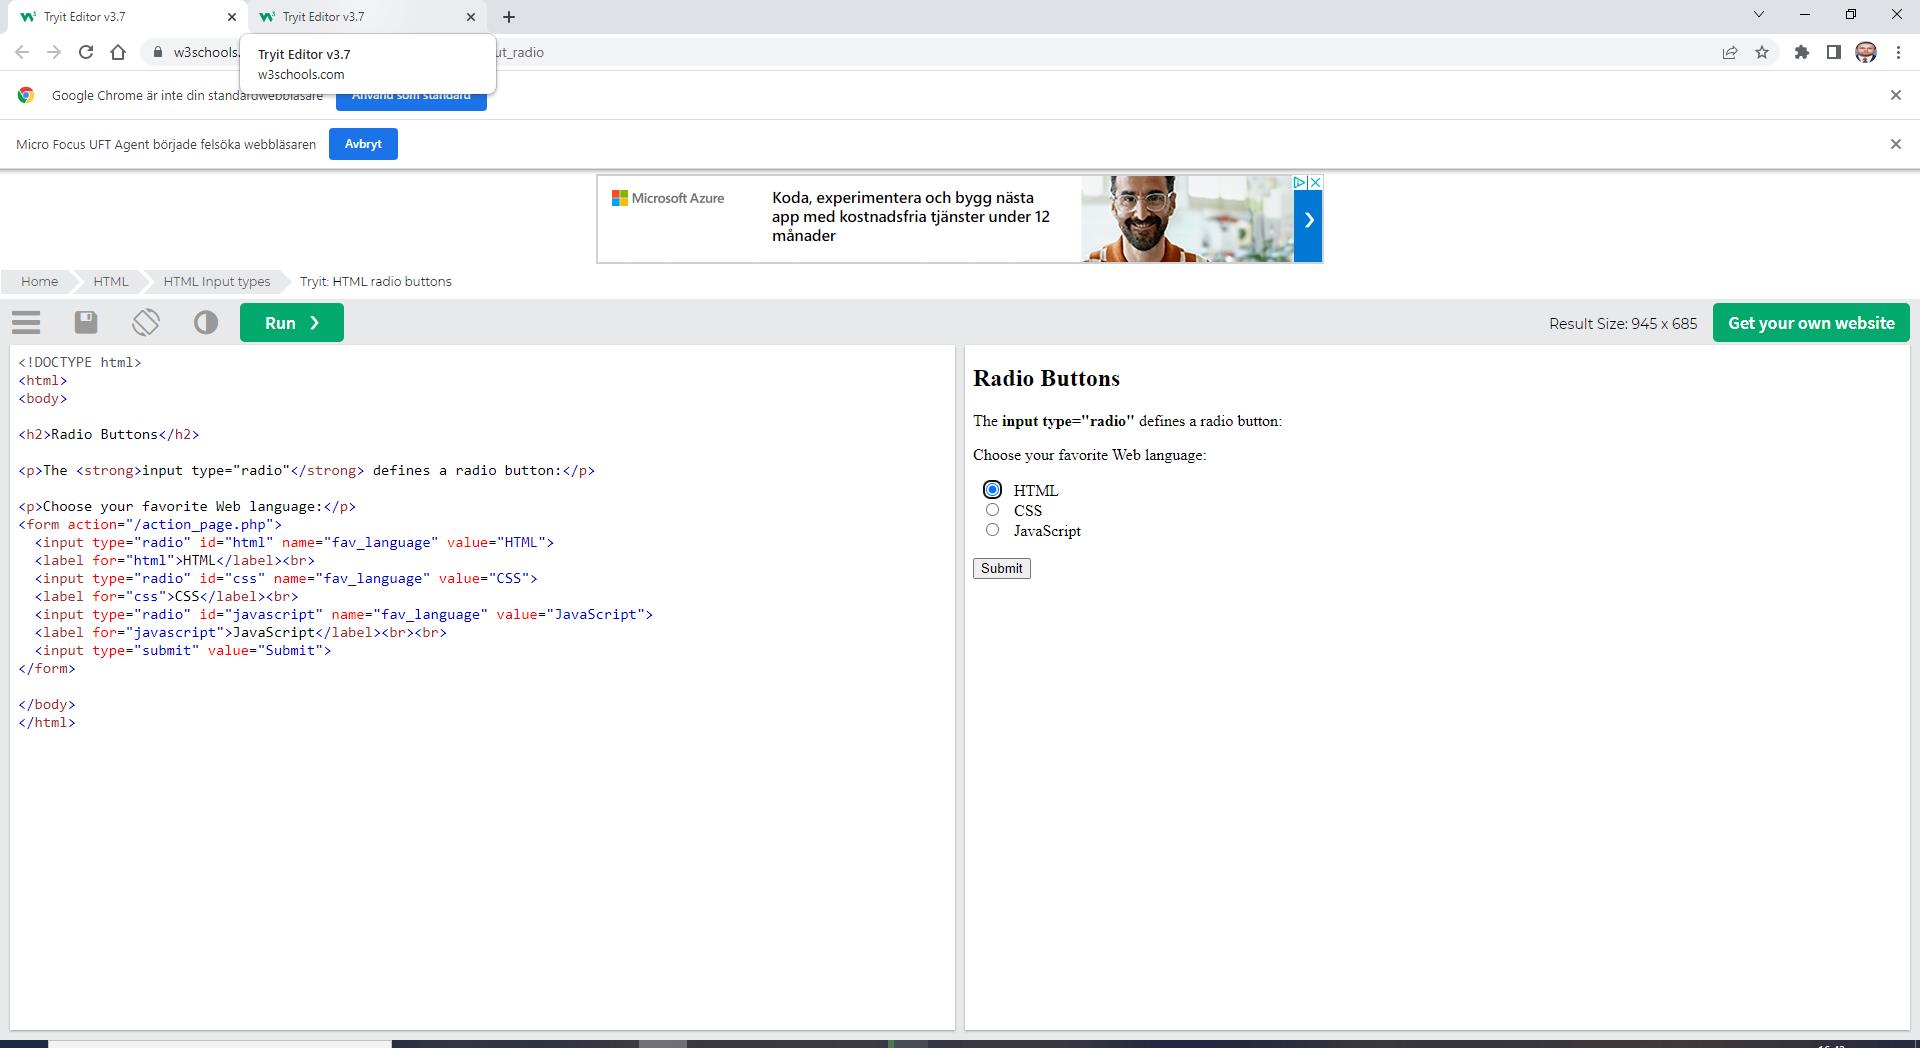 Tryit Editor v3.7
Tryit Editor v3.7
w3schools.
ut_radio
Tryit Editor v3.7
w3schools.com
Google Chrome är inte din standardwebbläsare
Använd som standard
Micro Focus UFT Agent började felsöka webbläsaren
Avbryt
Microsoft Azure
Koda, experimentera och bygg nästa
app med kostnadsfria tjänster under 12
månader
Home
HTML
HTML Input types
Tryit: HTML radio buttons
Run ❯
Result Size: 945 x 685
Get your own website
<!DOCTYPE html>
<html>
<body>
<h2>Radio Buttons</h2>
<p>The <strong>input type="radio"</strong> defines a radio button:</p>
<p>Choose your favorite Web language:</p>
<form action="/action_page.php">
  <input type="radio" id="html" name="fav_language" value="HTML">
  <label for="html">HTML</label><br>
  <input type="radio" id="css" name="fav_language" value="CSS">
  <label for="css">CSS</label><br>
  <input type="radio" id="javascript" name="fav_language" value="JavaScript">
  <label for="javascript">JavaScript</label><br><br>
  <input type="submit" value="Submit">
</form>
</body>
</html>
Radio Buttons
The input type="radio" defines a radio button:
Choose your favorite Web language:
HTML
CSS
JavaScript
Submit